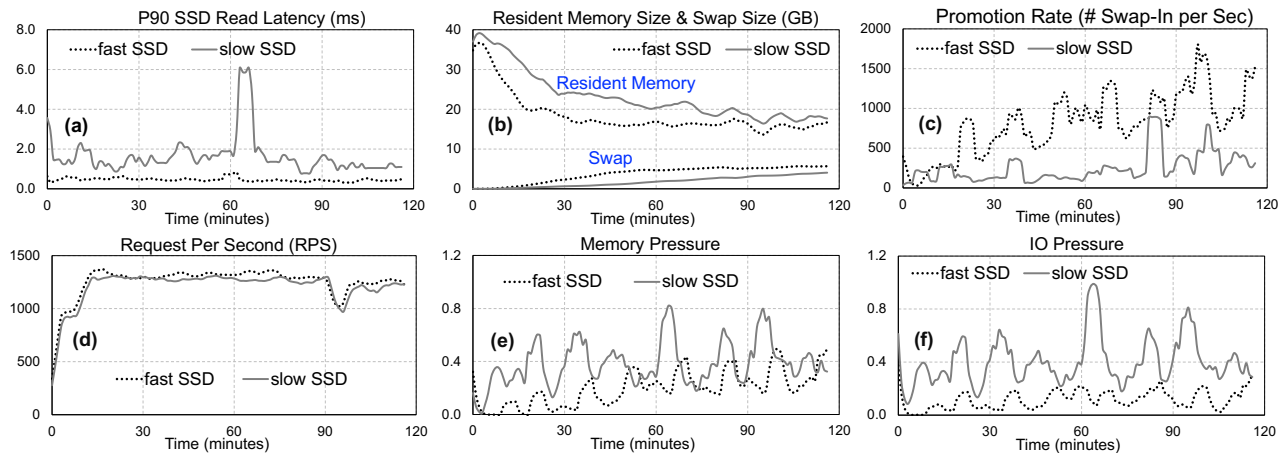 P90 SSD Read Latency (ms)
8.0
6.0
4.0
2.0
0.0
fast SSD
slow SSD
(a)
0
30
60
90
120
Time (minutes)
Resident Memory Size & Swap Size (GB)
40
30
20
10
0
fast SSD
slow SSD
Resident Memory
(b)
Swap
0
30
60
90
120
Time (minutes)
Promotion Rate (# Swap-In per Sec)
2000
1500
1000
500
0
fast SSD
slow SSD
(c)
0
30
60
90
120
Time (minutes)
Request Per Second (RPS)
1500
1000
500
0
(d)
fast SSD
slow SSD
0
30
60
90
120
Time (minutes)
Memory Pressure
1.2
0.8
0.4
0.0
fast SSD
slow SSD
(e)
0
30
60
90
120
Time (minutes)
IO Pressure
1.2
0.8
0.4
0.0
fast SSD
slow SSD
(f)
0
30
60
90
120
Time (minutes)